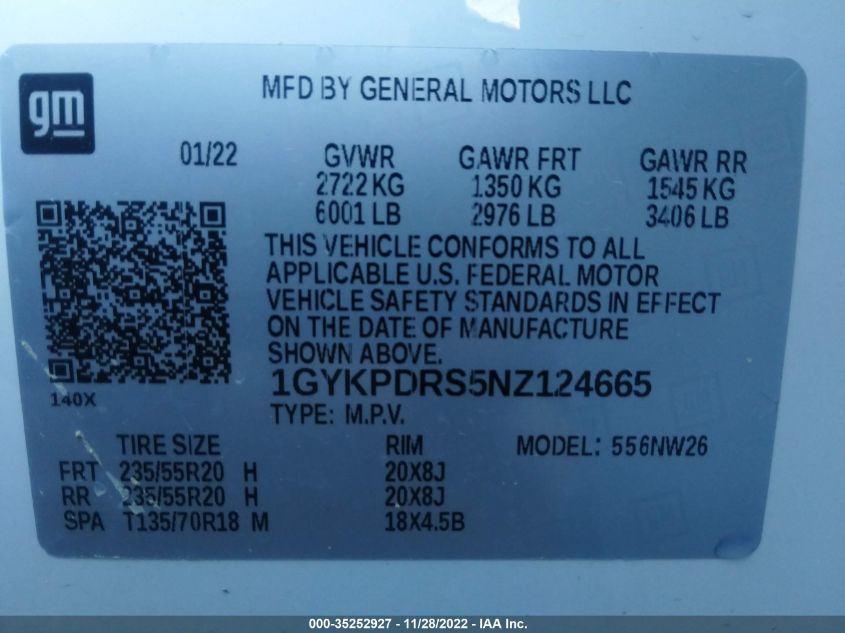 gm
MFD BY GENERAL MOTORS LLC
01/22 GVWR GAWR FRT GAWR RR
2722 KG 1350 KG 1545 KG
6001 LB 2976 LB 3406 LB
THIS VEHICLE CONFORMS TO ALL
APPLICABLE U.S. FEDERAL MOTOR
VEHICLE SAFETY STANDARDS IN EFFECT
ON THE DATE OF MANUFACTURE
SHOWN ABOVE.
140X
1GYKPDRS5NZ124665
TYPE: M.P.V.
TIRE SIZE RIM MODEL: 556NW26
FRT 235/55R20 H 20X8J
RR 235/55R20 H 20X8J
SPA T135/70R18 M 18X4.5B
000-35252927 - 11/28/2022 - IAA Inc.